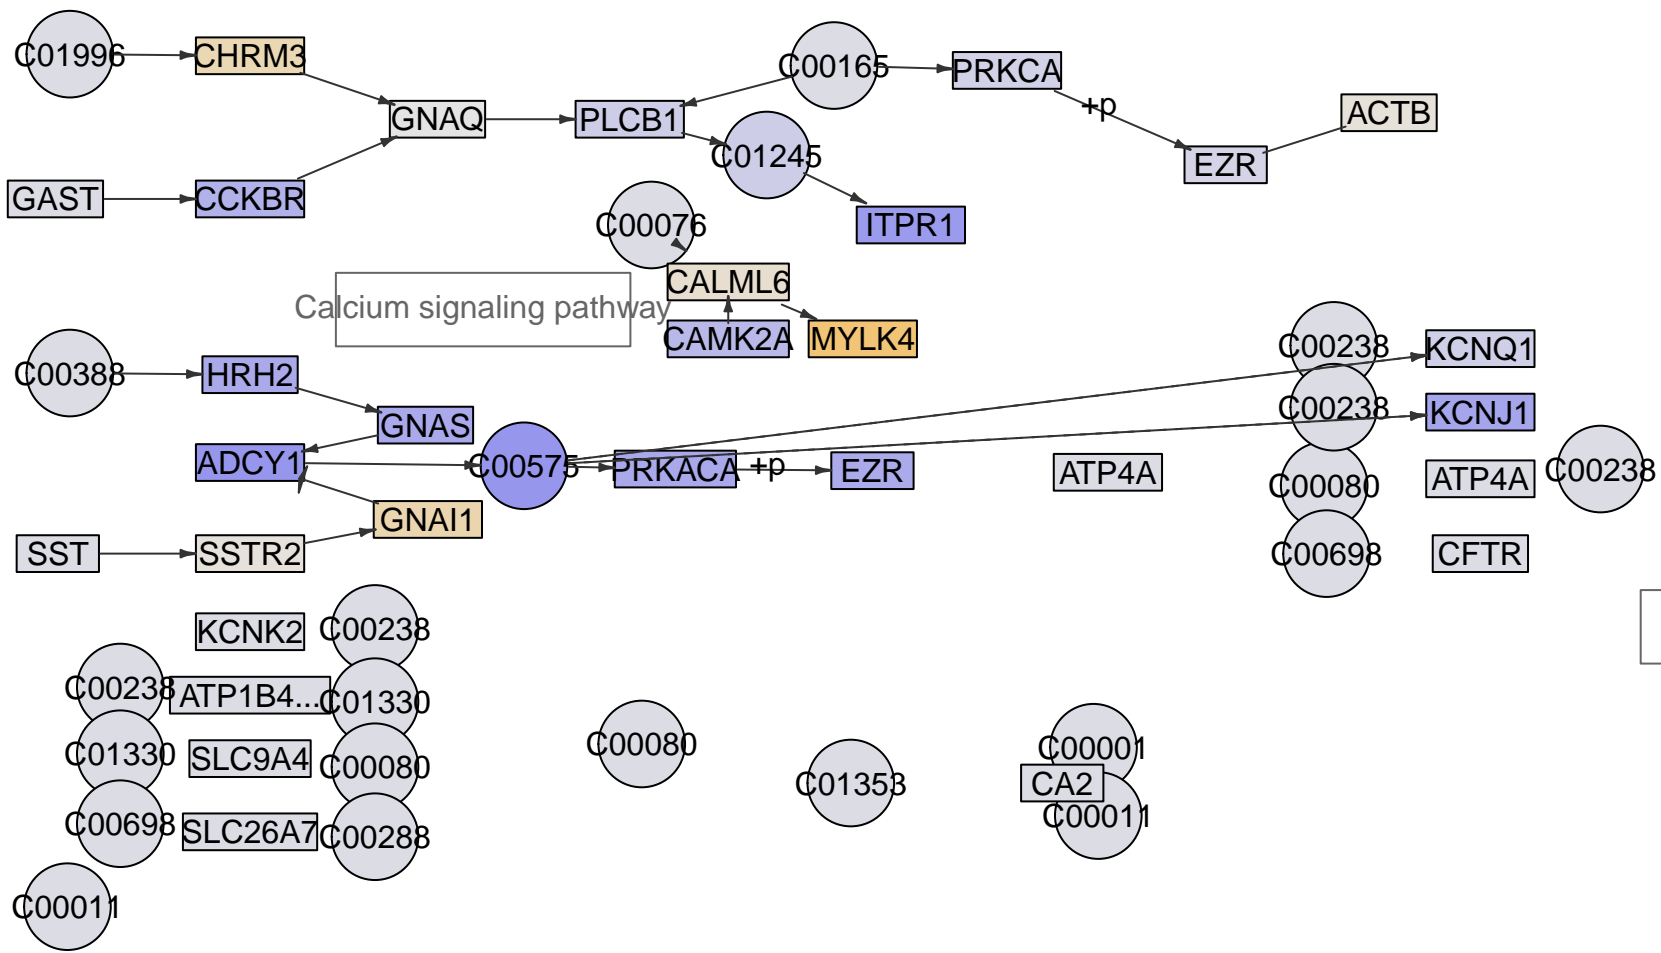 C01996
CHRM3
C00165
PRKCA
+p
ACTB
GNAQ
PLCB1
C01245
EZR
GAST
CCKBR
C00076
ITPR1
CALML6
Calcium signaling pathway
CAMK2A
MYLK4
C00238
KCNQ1
C00388
HRH2
C00238
KCNJ1
GNAS
ADCY1
C00575
PRKACA
+p
EZR
ATP4A
C00080
ATP4A
C00238
GNAI1
SST
SSTR2
C00698
CFTR
KCNK2
C00238
C00238
ATP1B4...
C01330
C01330
SLC9A4
C00080
C00080
C01353
C00001
CA2
C00011
C00698
SLC26A7
C00288
C00011